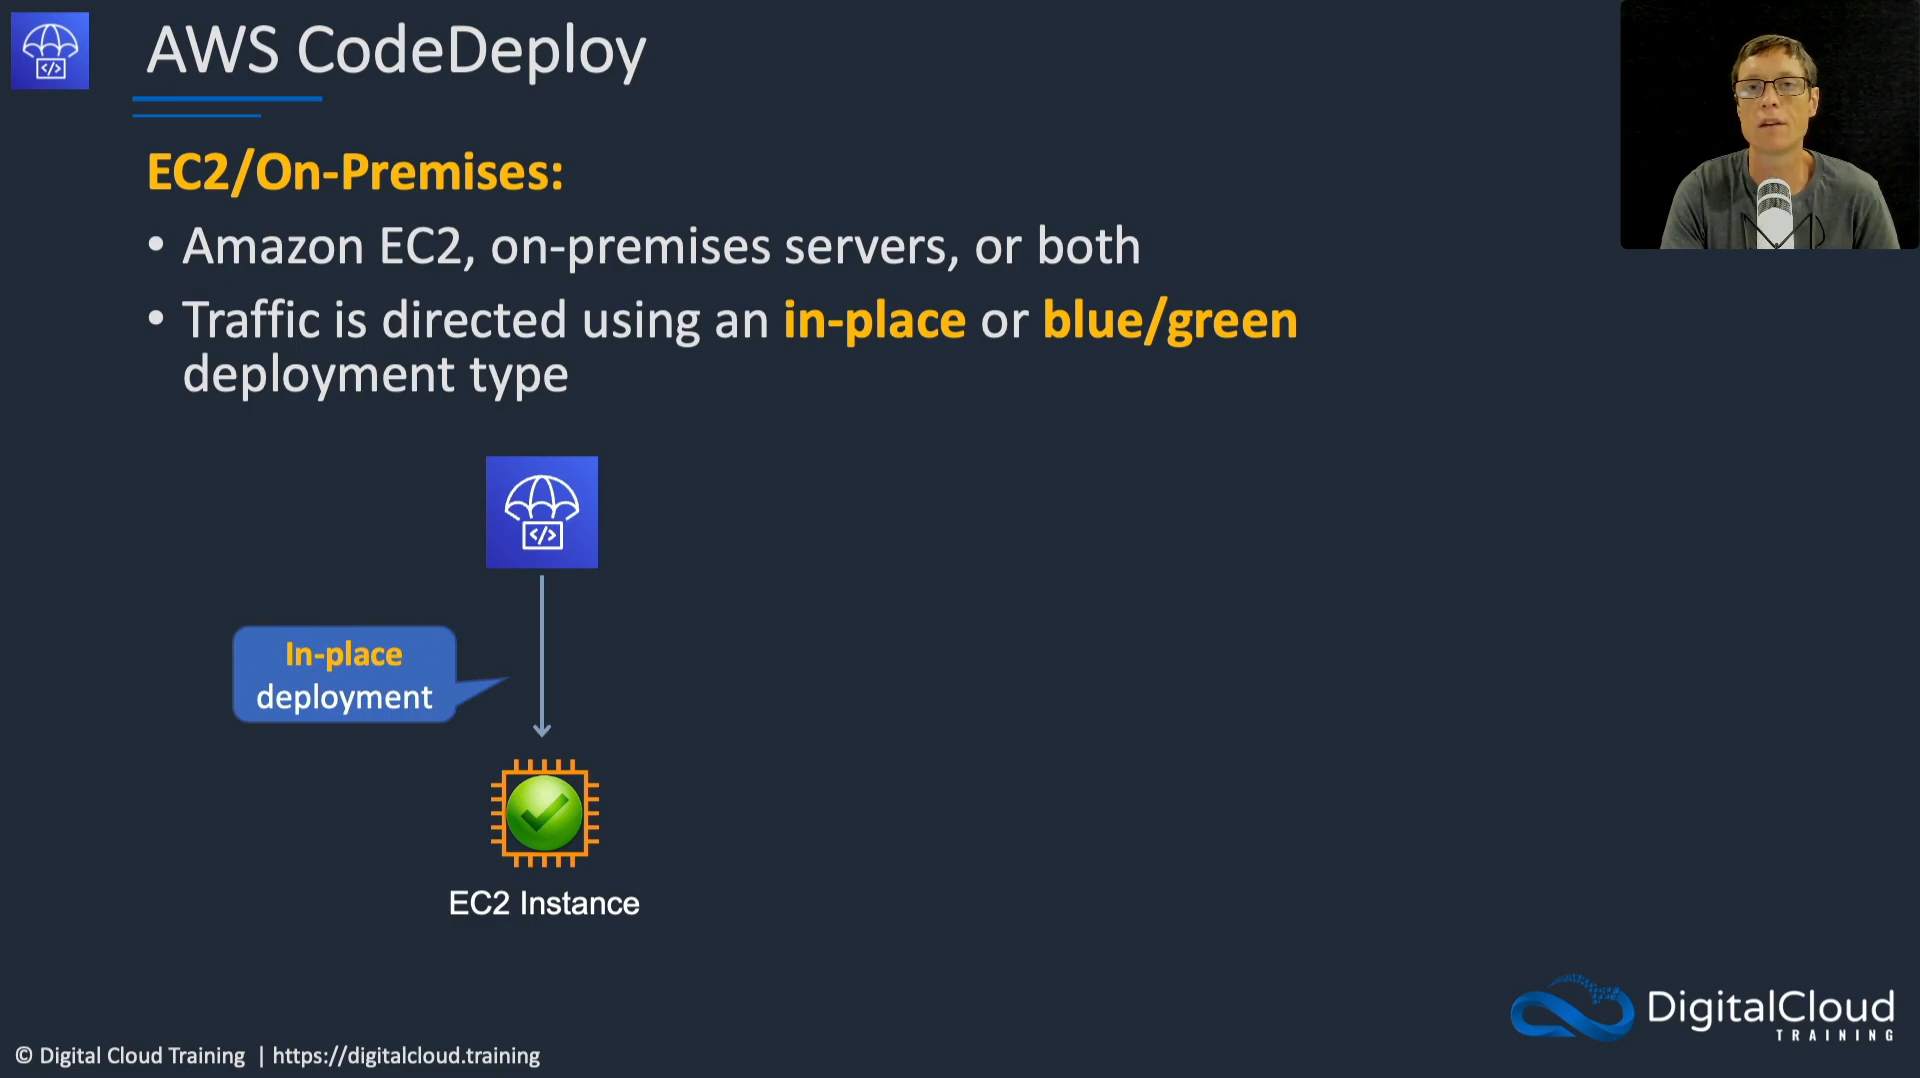 AWS CodeDeploy
EC2/On-Premises:
• Amazon EC2, on-premises servers, or both
• Traffic is directed using an in-place or blue/green
deployment type
</>
In-place
deployment
EC2 Instance
DigitalCloud
TRAINING
© Digital Cloud Training | https://digitalcloud.training